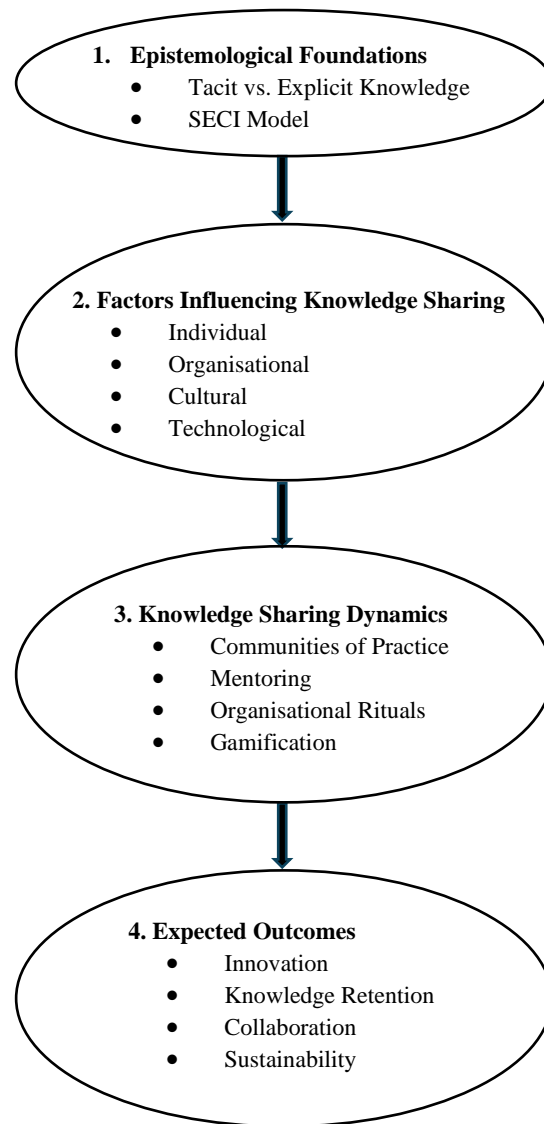 1. Epistemological Foundations
• Tacit vs. Explicit Knowledge
• SECI Model
2. Factors Influencing Knowledge Sharing
• Individual
• Organisational
• Cultural
• Technological
3. Knowledge Sharing Dynamics
• Communities of Practice
• Mentoring
• Organisational Rituals
• Gamification
4. Expected Outcomes
• Innovation
• Knowledge Retention
• Collaboration
• Sustainability